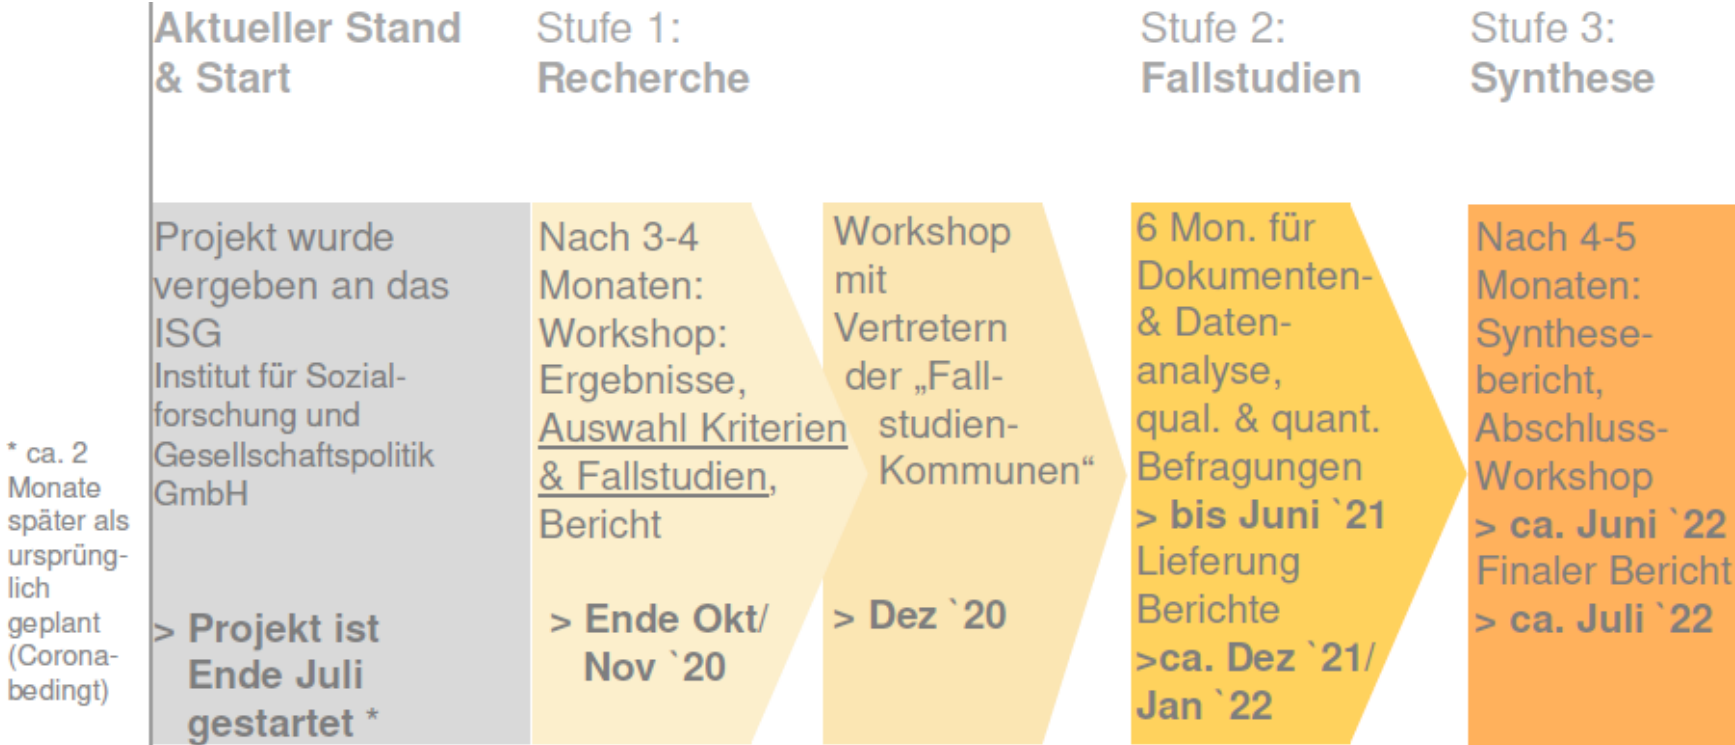 Aktueller Stand
& Start
Stufe 1:
Recherche
Stufe 2:
Fallstudien
Stufe 3:
Synthese
* ca. 2
Monate
später als
ursprüng-
lich
geplant
(Corona-
bedingt)
Projekt wurde
vergeben an das
ISG
Institut für Sozial-
forschung und
Gesellschaftspolitik
GmbH
> Projekt ist
Ende Juli
gestartet *
Nach 3-4
Monaten:
Workshop:
Ergebnisse,
Auswahl Kriterien
& Fallstudien,
Bericht
> Ende Okt/
Nov `20
Workshop
mit
Vertretern
der „Fall-
studien-
Kommunen“
> Dez `20
6 Mon. für
Dokumenten-
& Daten-
analyse,
qual. & quant.
Befragungen
> bis Juni `21
Lieferung
Berichte
>ca. Dez `21/
Jan `22
Nach 4-5
Monaten:
Synthese-
bericht,
Abschluss-
Workshop
> ca. Juni `22
Finaler Bericht
> ca. Juli `22